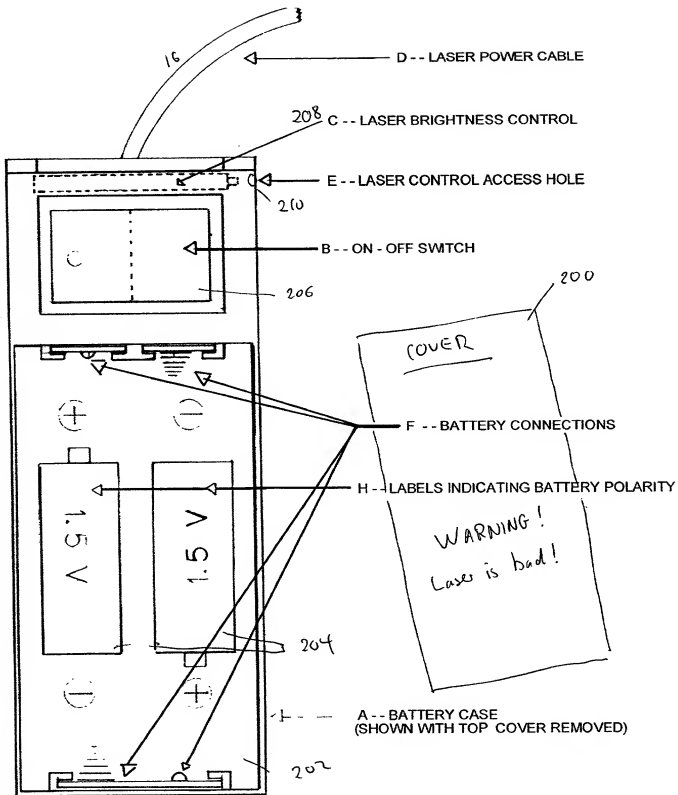 16
D -- LASER POWER CABLE
208
C -- LASER BRIGHTNESS CONTROL
E -- LASER CONTROL ACCESS HOLE
210
B -- ON - OFF SWITCH
206
200
COVER
F -- BATTERY CONNECTIONS
H -- LABELS INDICATING BATTERY POLARITY
1.5 V
1.5 V
WARNING!
Laser is bad!
204
A -- BATTERY CASE
(SHOWN WITH TOP COVER REMOVED)
202